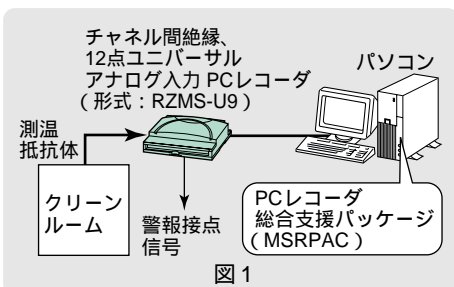 チャネル間絶縁、
12点ユニバーサル
アナログ入力 PCレコーダ
（形式：RZMS-U9）
パソコン
測温
抵抗体
クリーン
ルーム
警報接点
信号
PCレコーダ
総合支援パッケージ
（MSRPAC）
図 1